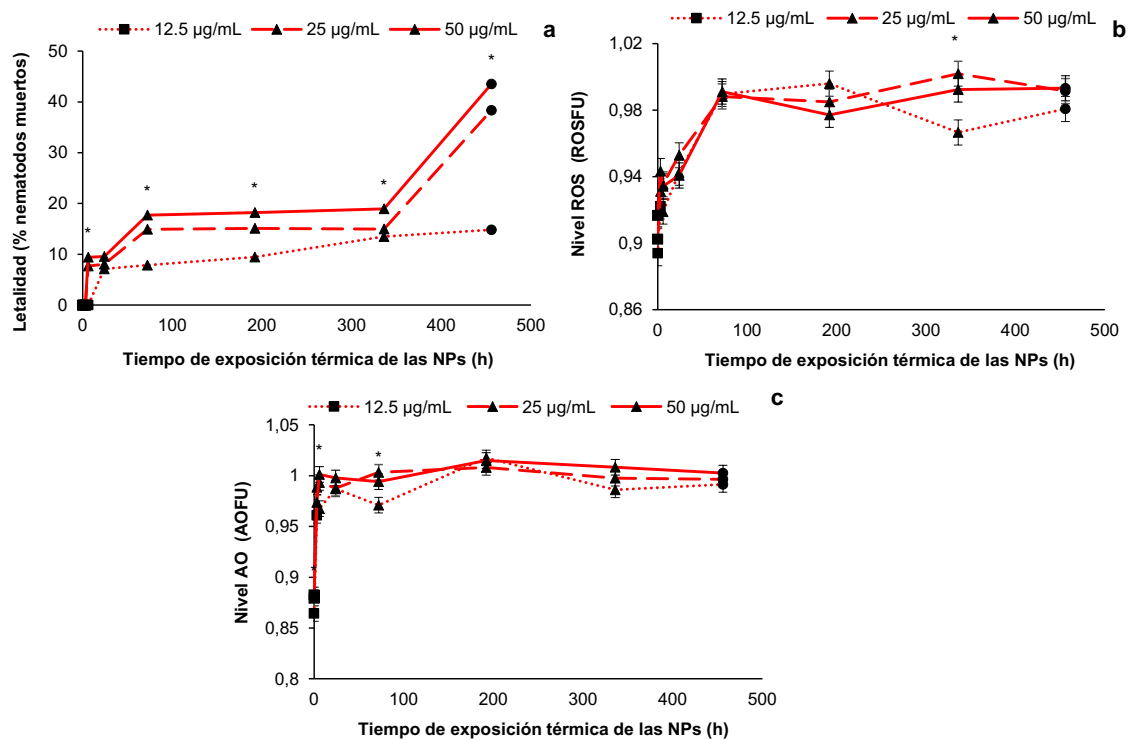 12.5 µg/mL 25 µg/mL 50 µg/mL
a
Letalidad (% nematodos muertos)
50
40
30
20
10
0
* * * * *
0 100 200 300 400 500
Tiempo de exposición térmica de las NPs (h)
12.5 µg/mL 25 µg/mL 50 µg/mL
b
Nivel ROS (ROSFU)
1,02
0,98
0,94
0,9
0,86
*
0 100 200 300 400 500
Tiempo de exposición térmica de las NPs (h)
12.5 µg/mL 25 µg/mL 50 µg/mL
c
Nivel AO (AOFU)
1,05
1
0,95
0,9
0,85
0,8
* * *
0 100 200 300 400 500
Tiempo de exposición térmica de las NPs (h)